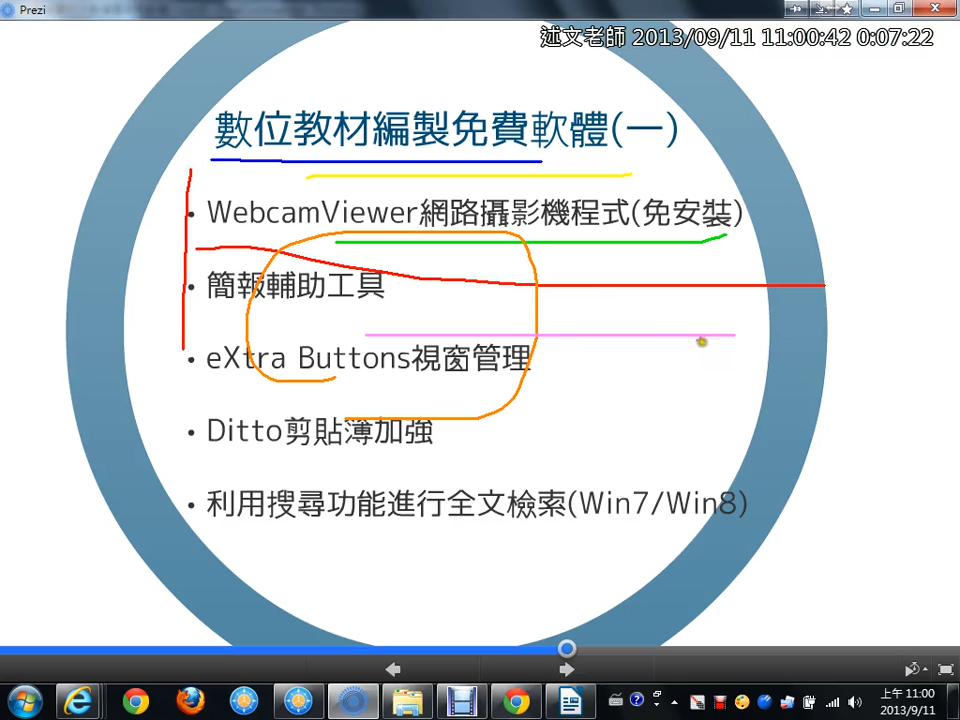 Prezi
述文老師 2013/09/11 11:00:42 0:07:22
數位教材編製免費軟體(一)
• WebcamViewer網路攝影機程式(免安裝)
• 簡報輔助工具
• eXtra Buttons視窗管理
• Ditto剪貼簿加強
• 利用搜尋功能進行全文檢索(Win7/Win8)
上午 11:00
2013/9/11